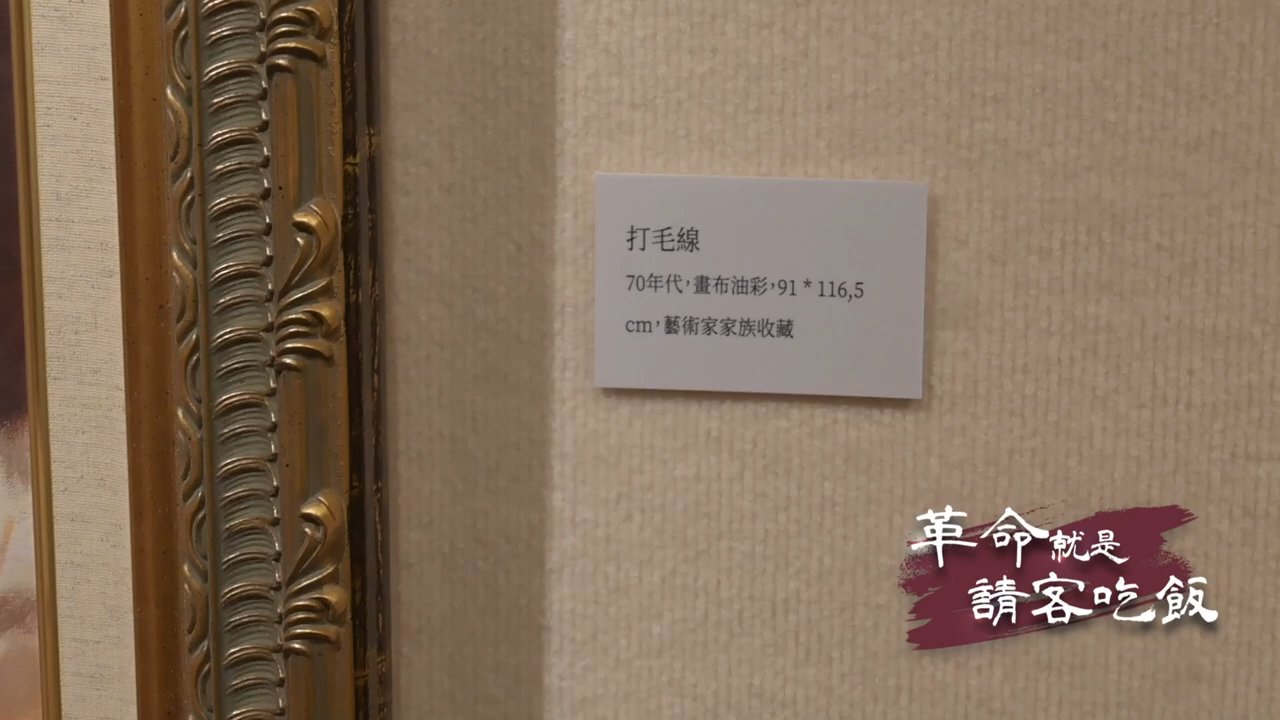 打毛線
70年代，畫布油彩，91 * 116,5
cm，藝術家家族收藏
革命就是
請客吃飯